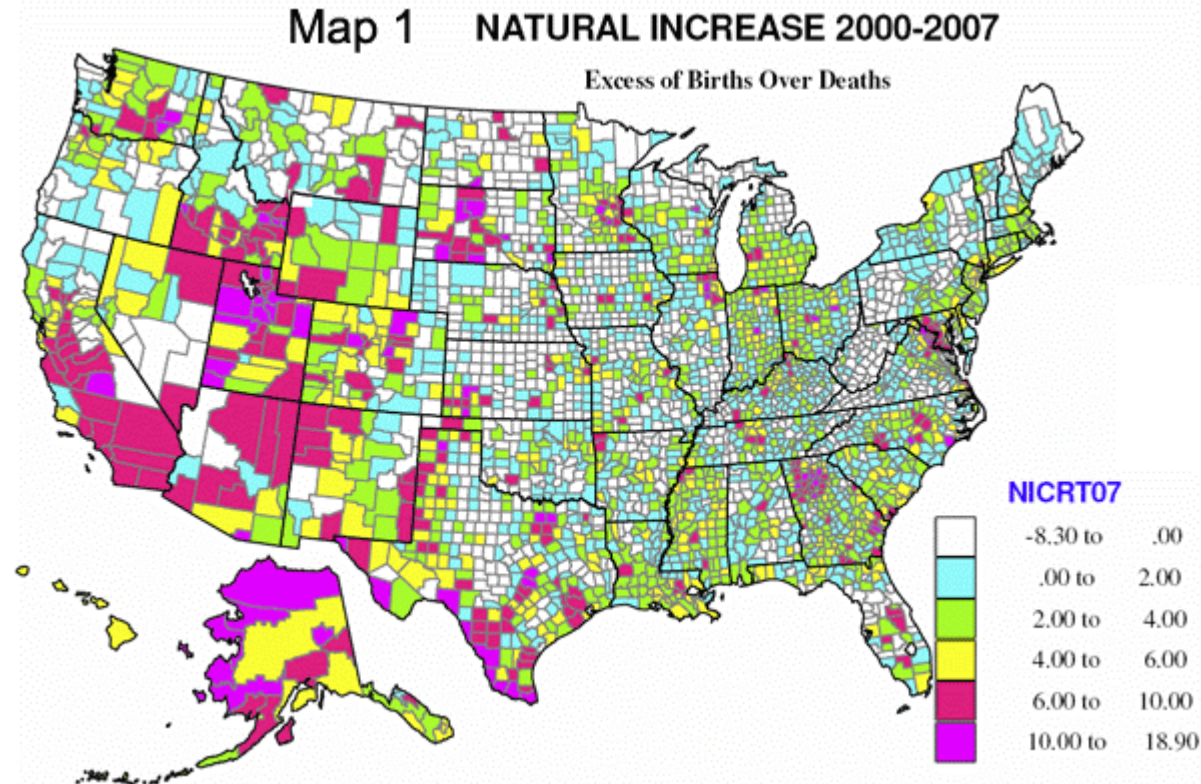 Map 1 NATURAL INCREASE 2000-2007
Excess of Births Over Deaths
NICRT07
-8.30 to .00
.00 to 2.00
2.00 to 4.00
4.00 to 6.00
6.00 to 10.00
10.00 to 18.90